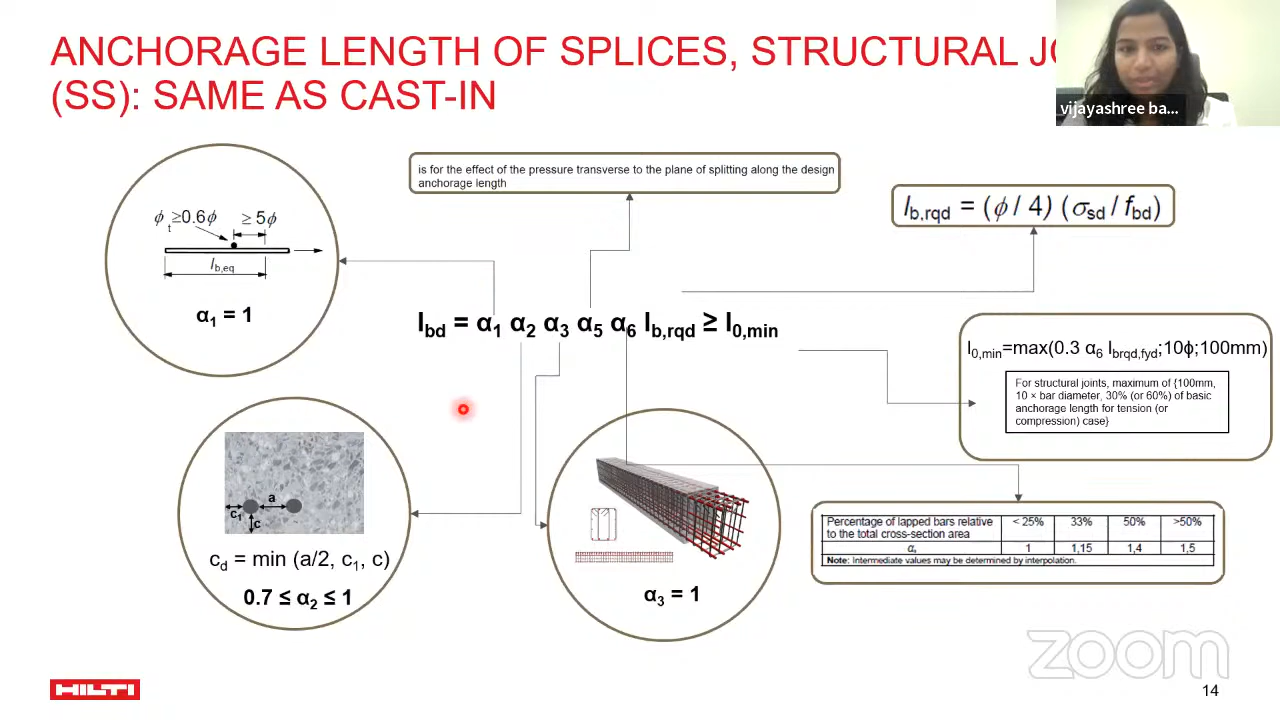 ANCHORAGE LENGTH OF SPLICES, STRUCTURAL JO
(SS): SAME AS CAST-IN
vijayashree ba...
is for the effect of the pressure transverse to the plane of splitting along the design
anchorage length
l_b,rqd = (ϕ / 4) (σ_sd / f_bd)
ϕ_t ≥0.6ϕ ≥ 5ϕ
l_b,eq
α₁ = 1
l_bd = α₁ α₂ α₃ α₅ α₆ l_b,rqd ≥ l_0,min
l_0,min=max(0.3 α₆ l_brqd,fyd;10ϕ;100mm)
For structural joints, maximum of {100mm,
10 × bar diameter, 30% (or 60%) of basic
anchorage length for tension (or
compression) case}
a
c₁
c
c_d = min (a/2, c₁, c)
0.7 ≤ α₂ ≤ 1
α₃ = 1
Percentage of lapped bars relative
to the total cross-section area
< 25% 33% 50% >50%
α, 1 1,15 1,4 1,5
Note: Intermediate values may be determined by interpolation.
zoom
HILTI
14